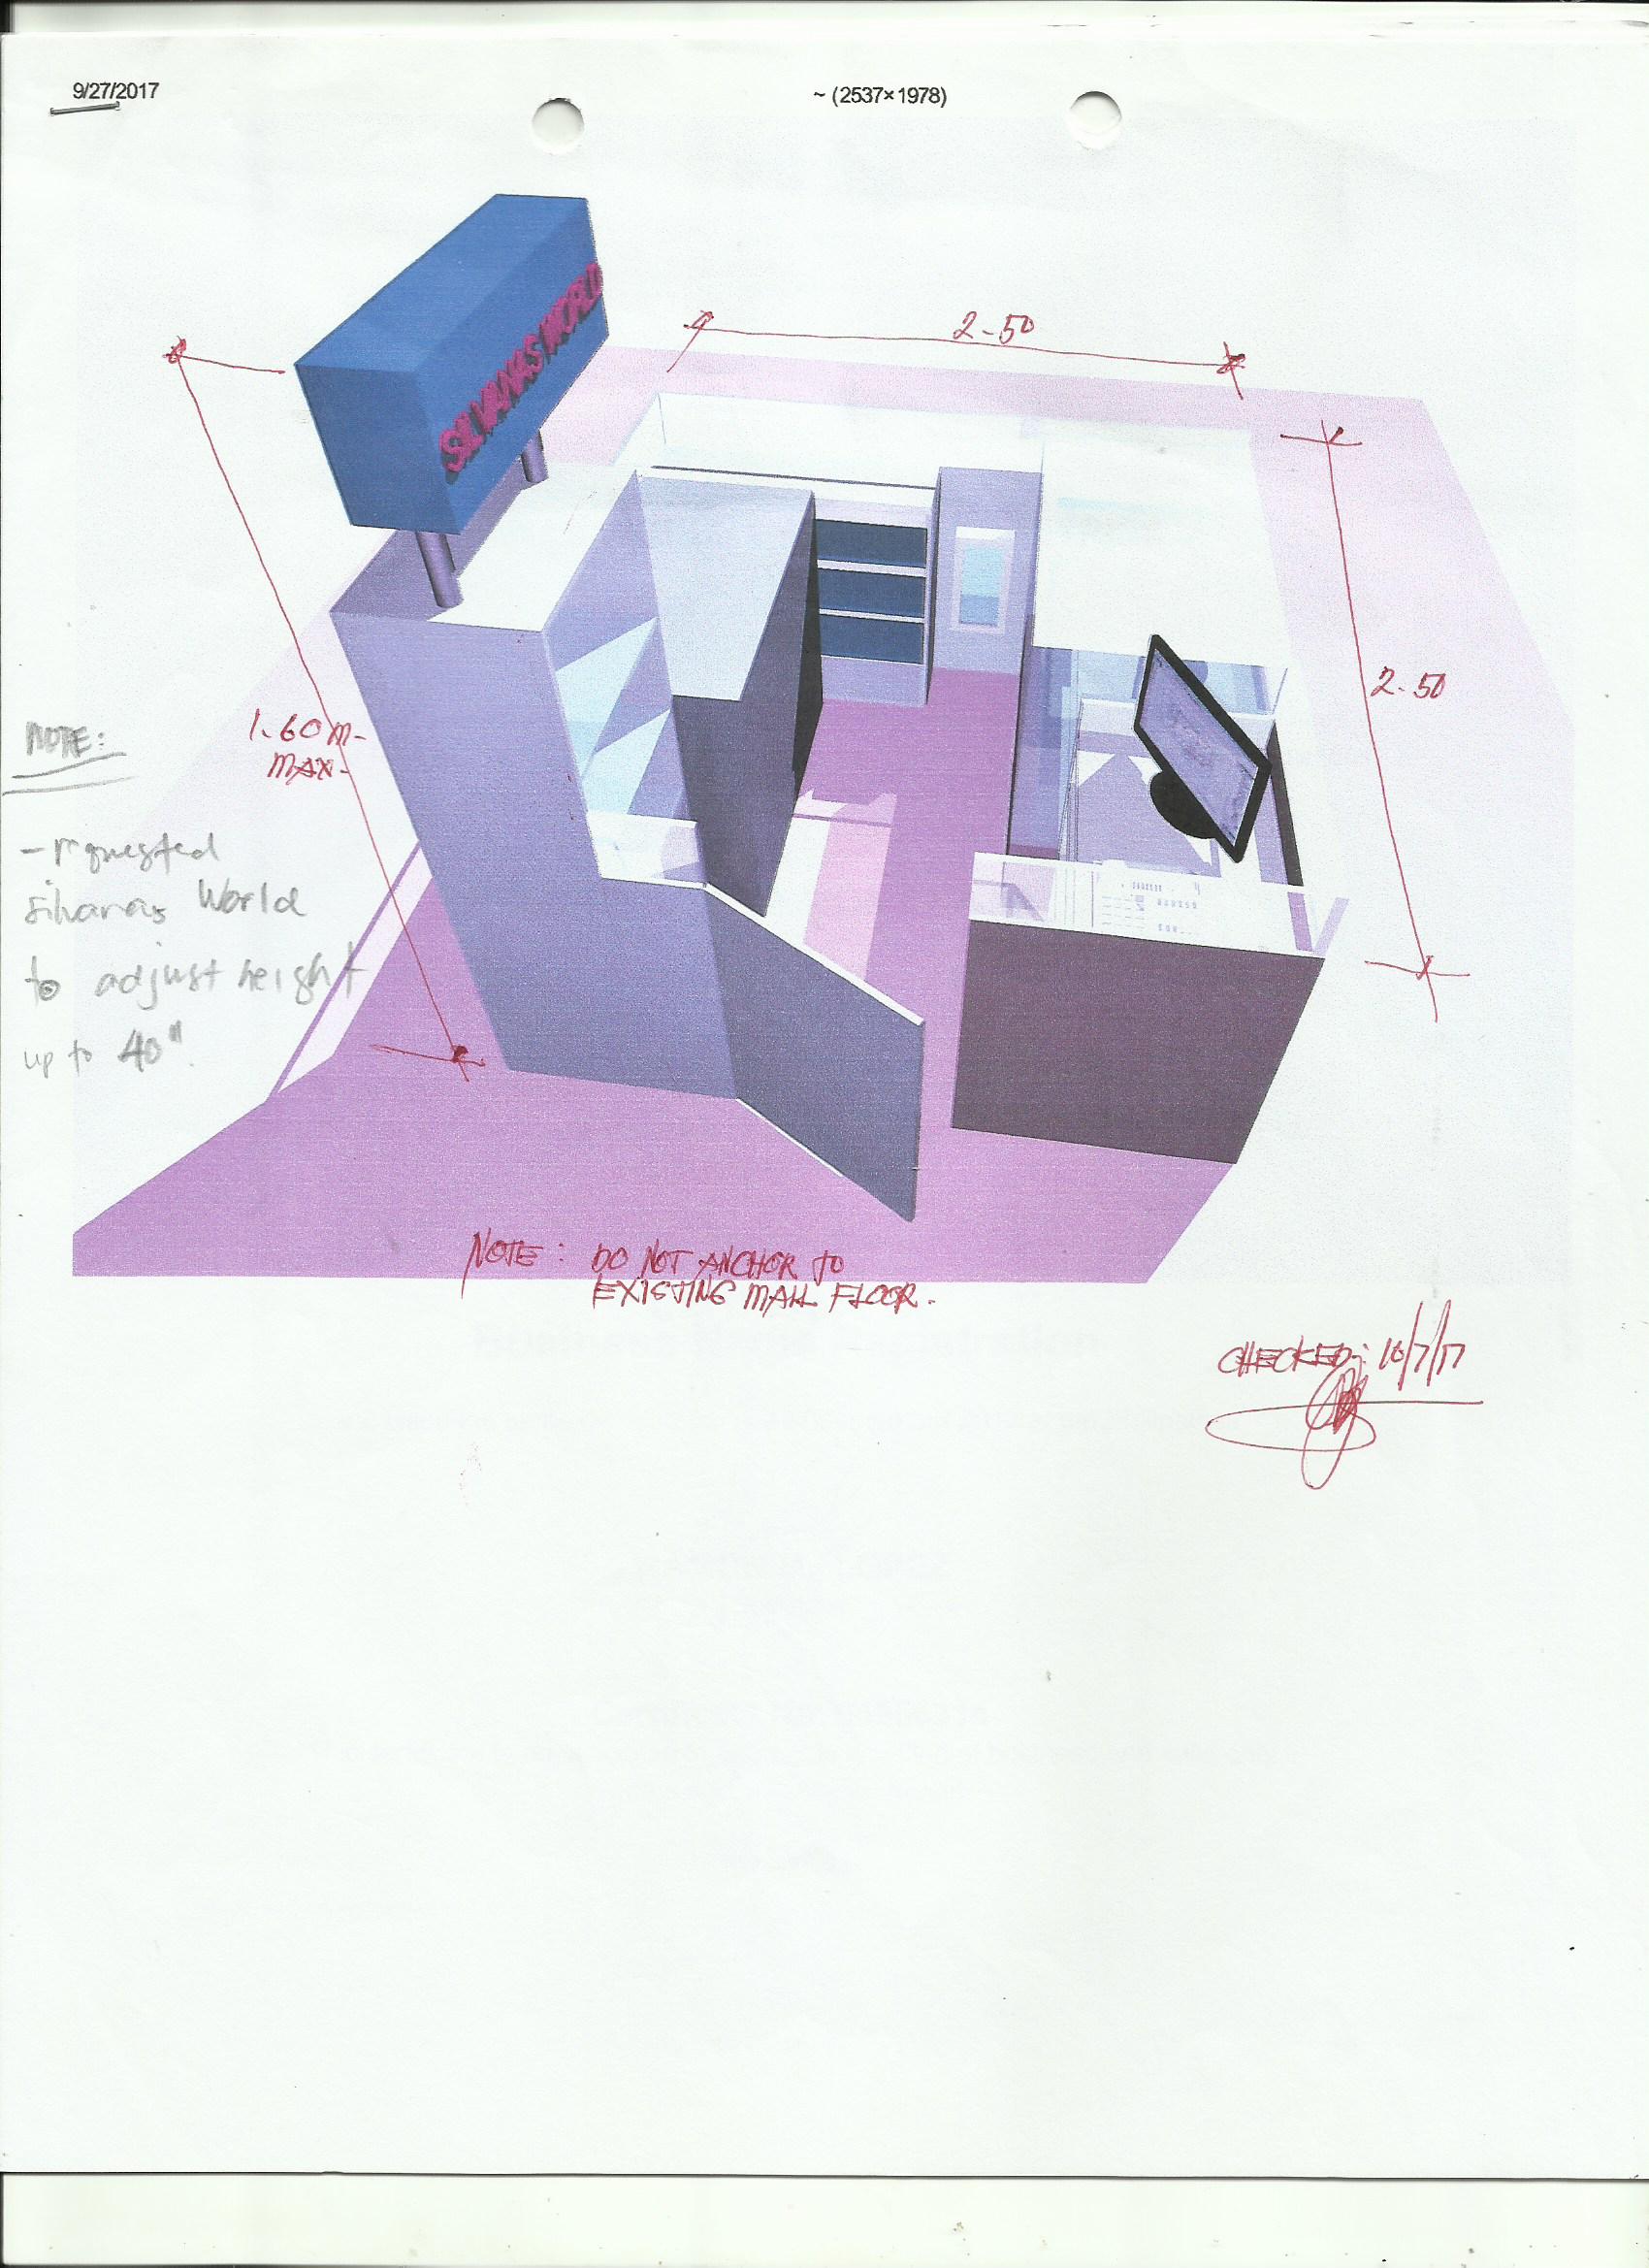 9/27/2017
~ (2537×1978)
SILVANAS WORLD
2-50
2-50
1.60 M-
MAX-
NOTE:
- requested
silvanas World
to adjust height
up to 40"
NOTE: DO NOT ANCHOR TO
EXISTING MALL FLOOR.
CHECKED: 10/7/17